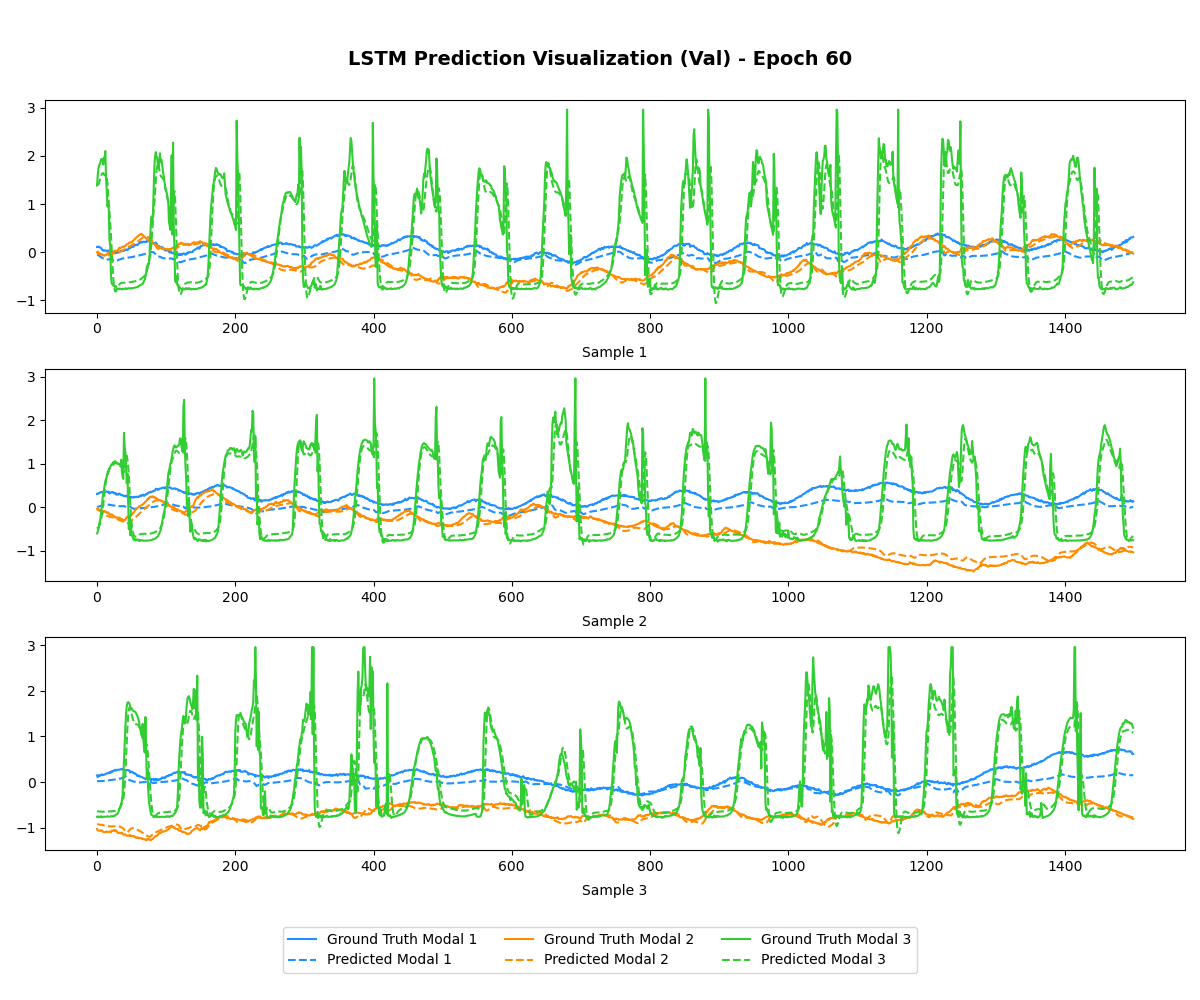 LSTM Prediction Visualization (Val) - Epoch 60
3
2
1
0
−1
0 200 400 600 800 1000 1200 1400
Sample 1
3
2
1
0
−1
0 200 400 600 800 1000 1200 1400
Sample 2
3
2
1
0
−1
0 200 400 600 800 1000 1200 1400
Sample 3
Ground Truth Modal 1 Ground Truth Modal 2 Ground Truth Modal 3
Predicted Modal 1 Predicted Modal 2 Predicted Modal 3